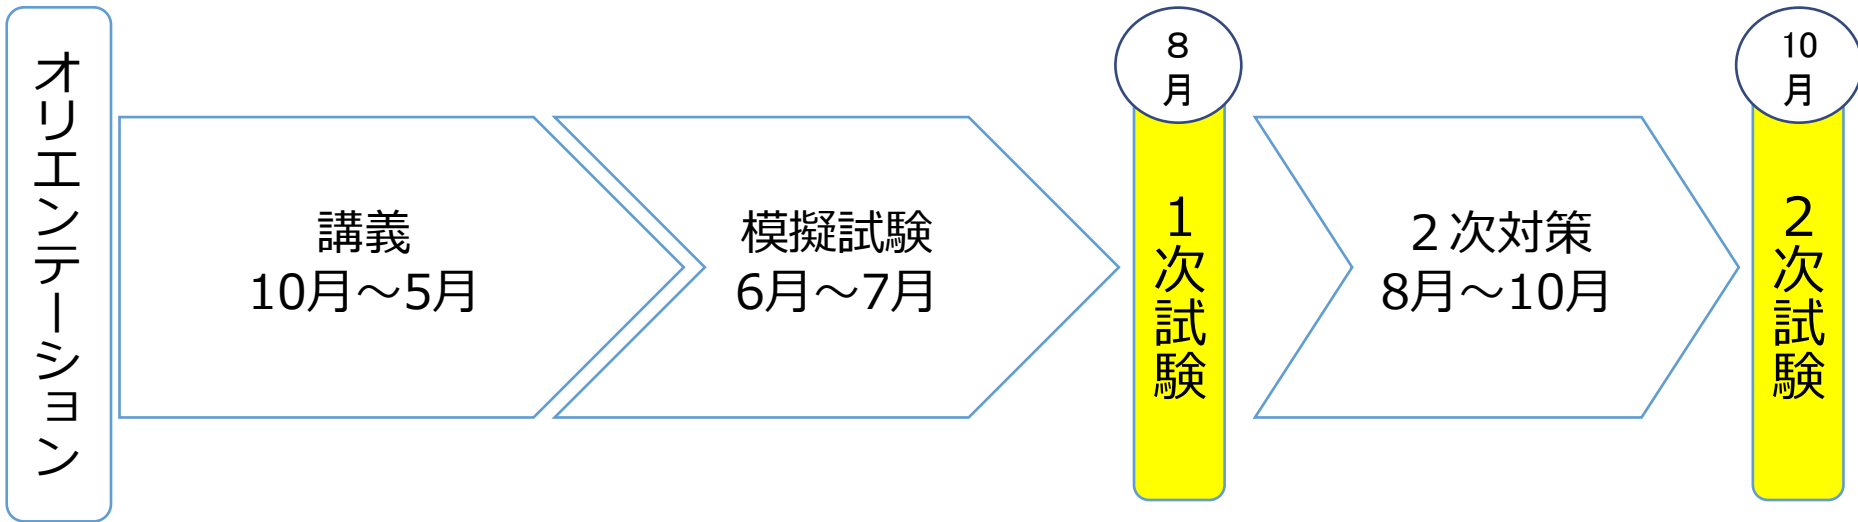 オリエンテーション
講義
10月～5月
模擬試験
6月～7月
８
月
１次試験
２次対策
8月～10月
10
月
２次試験